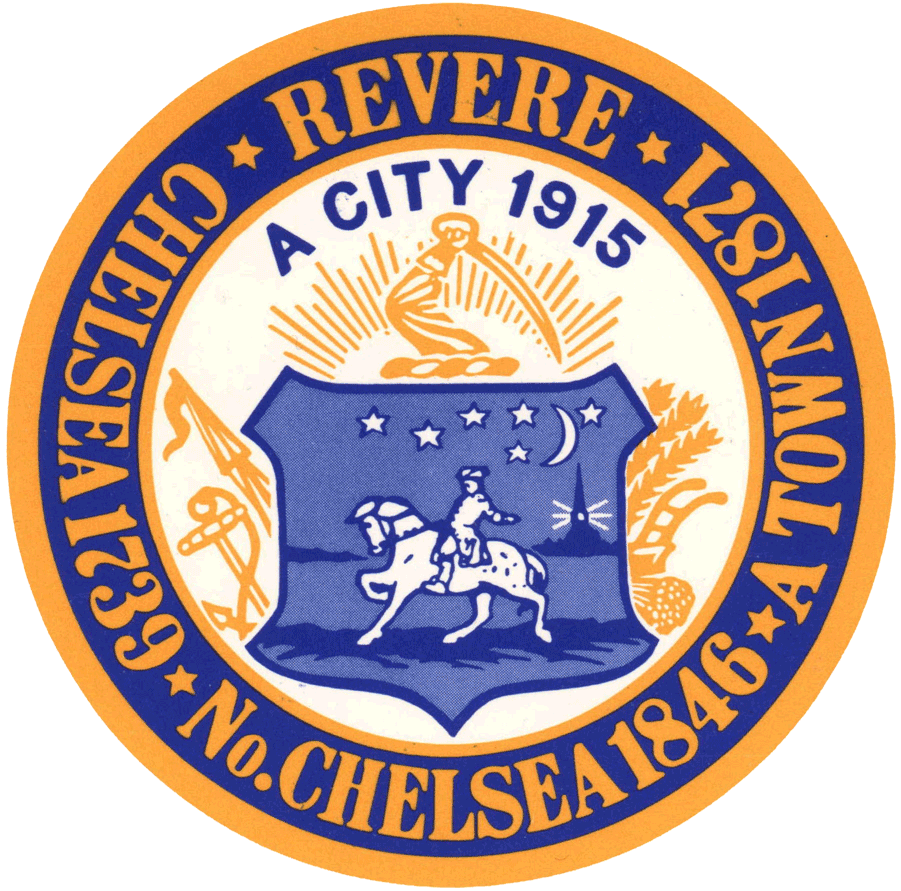 REVERE
A TOWN 1871
No. CHELSEA 1846
CHELSEA 1739
A CITY 1915